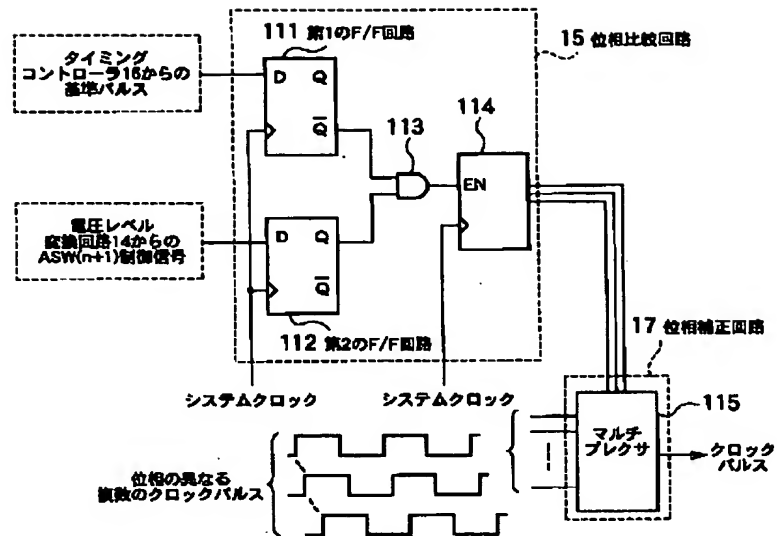 111 第1のF/F回路
15 位相比較回路
タイミング
コントローラ16からの
基準パルス
D Q
Q
113
114
EN
電圧レベル
変換回路14からの
ASW(n+1)制御信号
D Q
Q
112 第2のF/F回路
17 位相補正回路
システムクロック
システムクロック
115
マルチ
プレクサ
クロック
パルス
位相の異なる
複数のクロックパルス